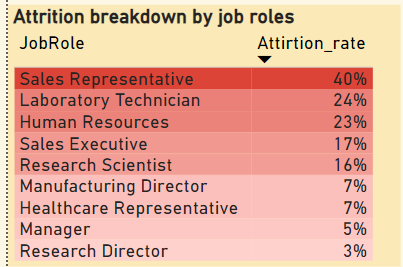 Attrition breakdown by job roles
JobRole Attirtion_rate
Sales Representative 40%
Laboratory Technician 24%
Human Resources 23%
Sales Executive 17%
Research Scientist 16%
Manufacturing Director 7%
Healthcare Representative 7%
Manager 5%
Research Director 3%